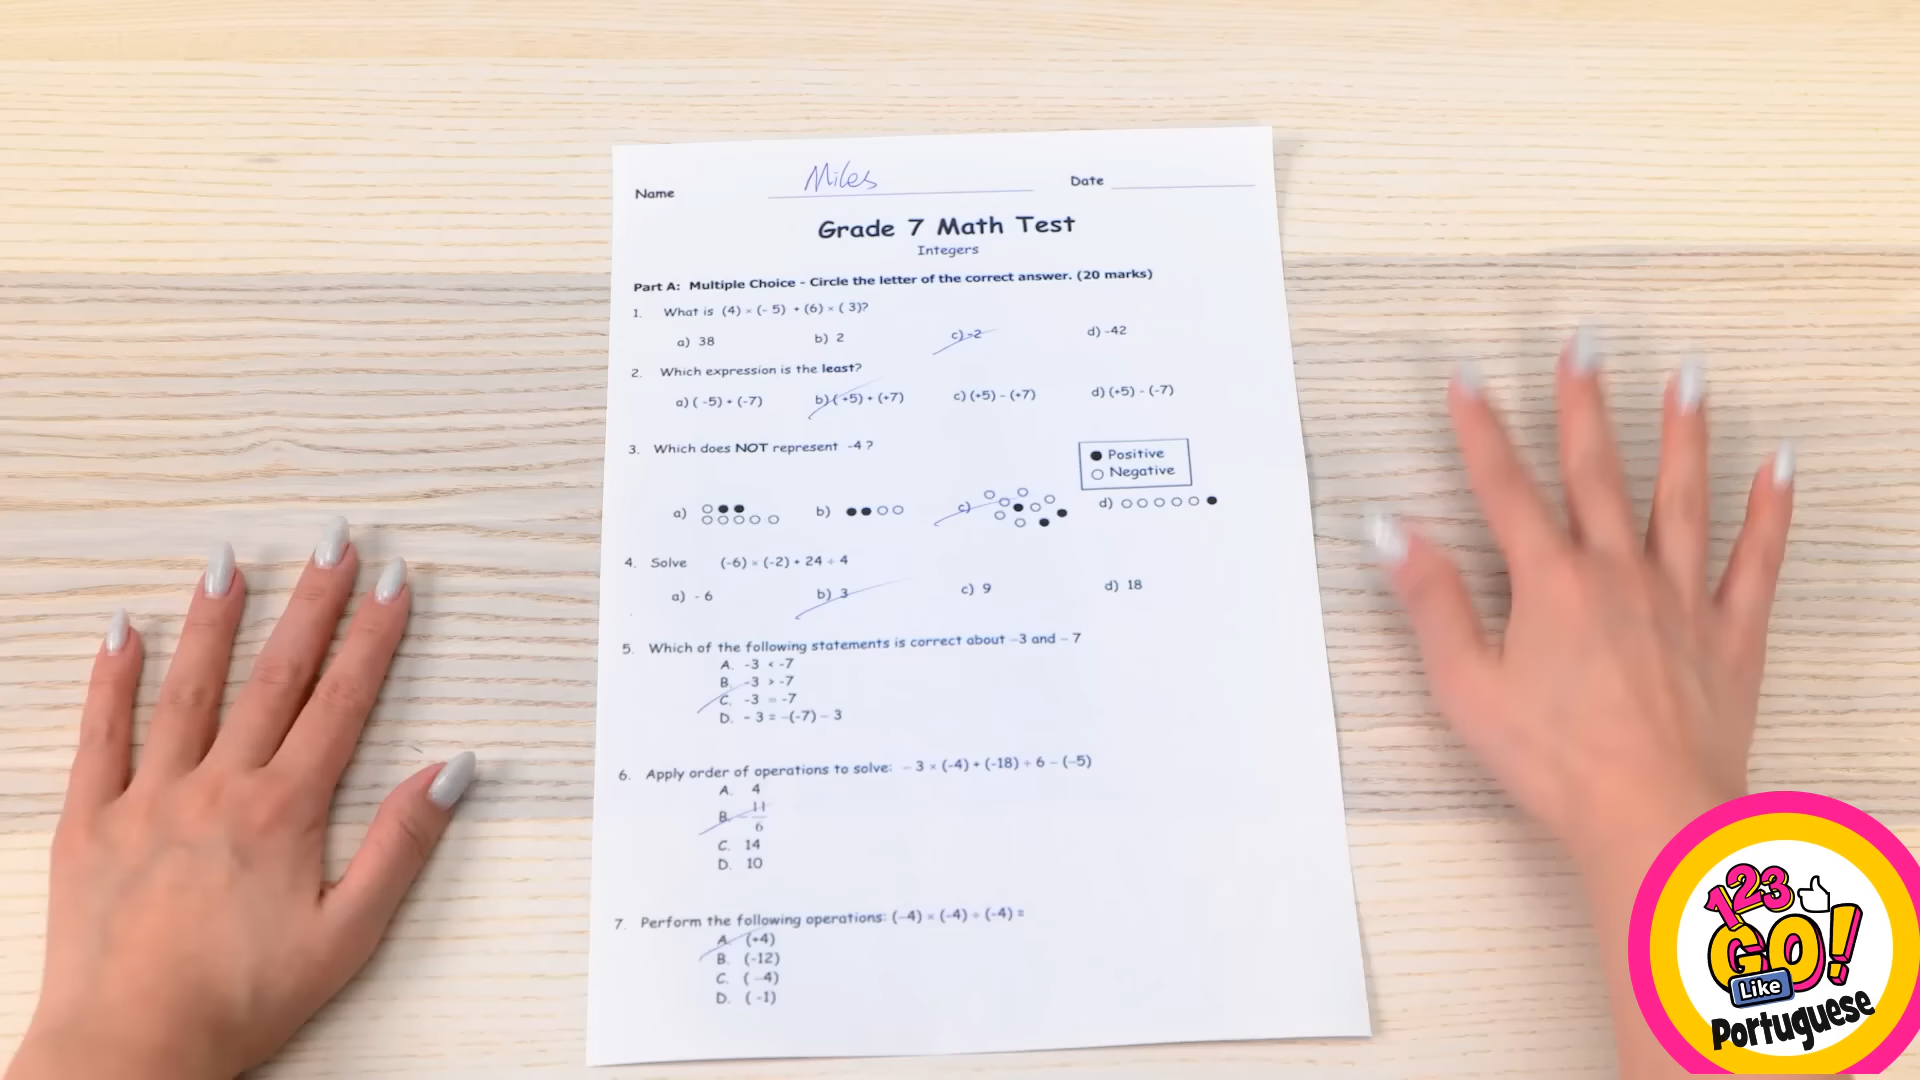 Name Miles Date
Grade 7 Math Test
Integers
Part A: Multiple Choice - Circle the letter of the correct answer. (20 marks)
1. What is (4) × (- 5) + (6) × ( 3)?
a) 38 b) 2 c) -2 d) -42
2. Which expression is the least?
a) ( -5) + (-7) b) ( +5) + (+7) c) (+5) - (+7) d) (+5) - (-7)
3. Which does NOT represent -4 ?
Positive
Negative
a) b) c) d)
4. Solve (-6) × (-2) + 24 ÷ 4
a) - 6 b) 3 c) 9 d) 18
5. Which of the following statements is correct about -3 and - 7
A. -3 < -7
B. -3 > -7
C. -3 = -7
D. - 3 = -(-7) - 3
6. Apply order of operations to solve: - 3 × (-4) + (-18) ÷ 6 - (-5)
A. 4
B. - 11/6
C. 14
D. 10
7. Perform the following operations: (-4) × (-4) ÷ (-4) =
A. (+4)
B. (-12)
C. ( -4)
D. ( -1)
123
GO!
Like
Portuguese